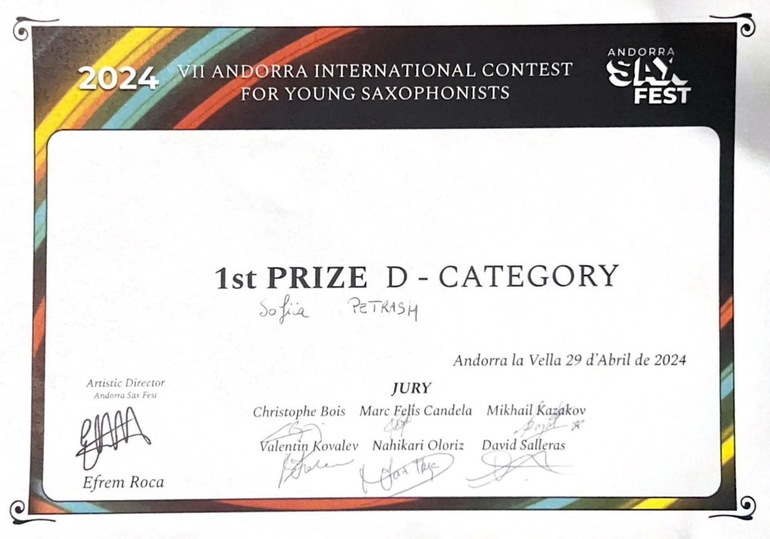 2024 VII ANDORRA INTERNATIONAL CONTEST
FOR YOUNG SAXOPHONISTS
ANDORRA
SAX
FEST
1st PRIZE D - CATEGORY
Sofiia PETRASH
Andorra la Vella 29 d'Abril de 2024
Artistic Director
Andorra Sax Fest
Efrem Roca
JURY
Christophe Bois Marc Felis Candela Mikhail Kazakov
Valentin Kovalev Nahikari Oloriz David Salleras